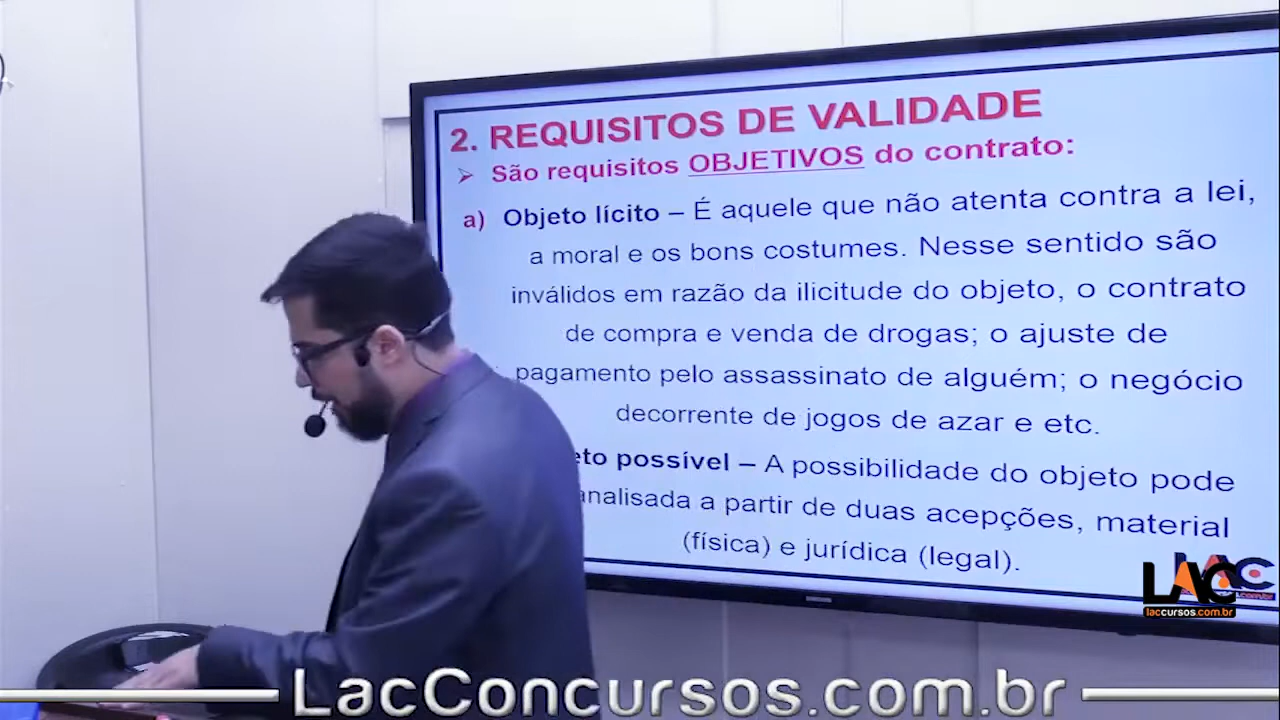 2. REQUISITOS DE VALIDADE
➢ São requisitos OBJETIVOS do contrato:
a) Objeto lícito – É aquele que não atenta contra a lei,
a moral e os bons costumes. Nesse sentido são
inválidos em razão da ilicitude do objeto, o contrato
de compra e venda de drogas; o ajuste de
pagamento pelo assassinato de alguém; o negócio
decorrente de jogos de azar e etc.
eto possível – A possibilidade do objeto pode
analisada a partir de duas acepções, material
(física) e jurídica (legal).
LAC
laccursos.com.br
LacConcursos.com.br